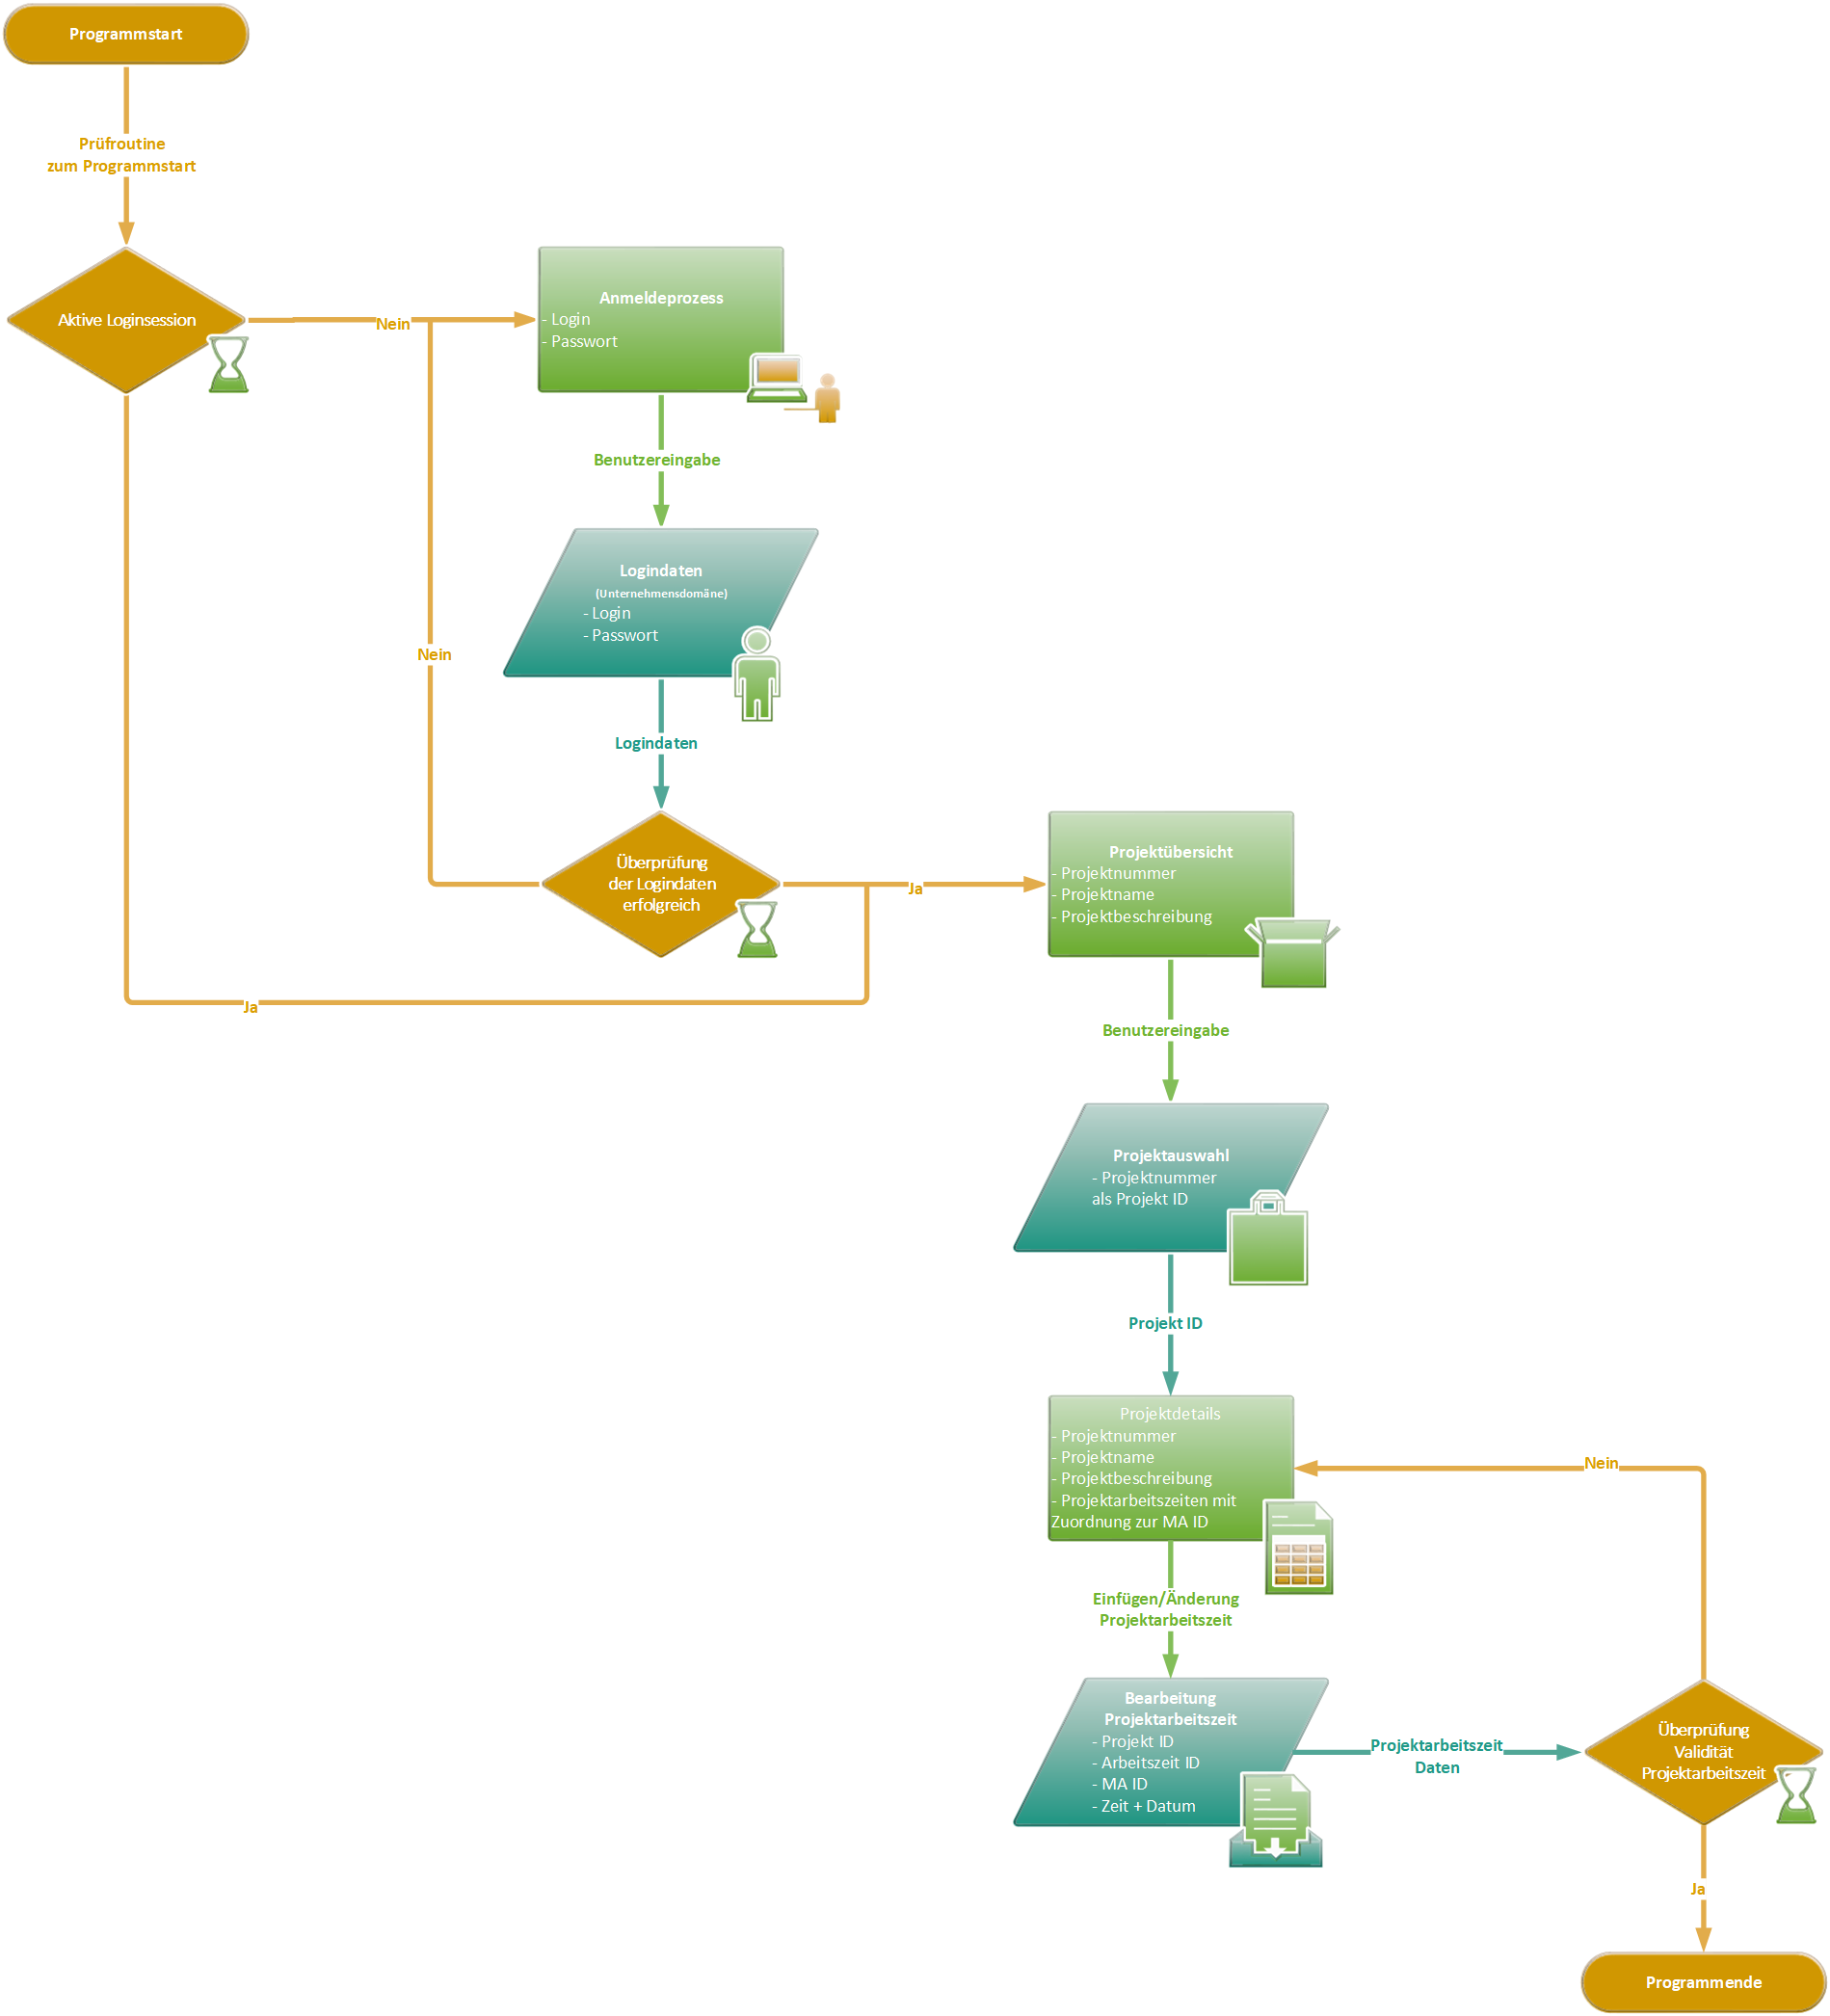 Programmstart
Prüfroutine
zum Programmstart
Aktive Loginsession
Nein
Anmeldeprozess
- Login
- Passwort
Benutzereingabe
Logindaten
(Unternehmensdomäne)
- Login
- Passwort
Nein
Logindaten
Überprüfung
der Logindaten
erfolgreich
Ja
Ja
Projektübersicht
- Projektnummer
- Projektname
- Projektbeschreibung
Benutzereingabe
Projektauswahl
- Projektnummer
als Projekt ID
Projekt ID
Projektdetails
- Projektnummer
- Projektname
- Projektbeschreibung
- Projektarbeitszeiten mit
Zuordnung zur MA ID
Nein
Einfügen/Änderung
Projektarbeitszeit
Bearbeitung
Projektarbeitszeit
- Projekt ID
- Arbeitszeit ID
- MA ID
- Zeit + Datum
Projektarbeitszeit
Daten
Überprüfung
Validität
Projektarbeitszeit
Ja
Programmende